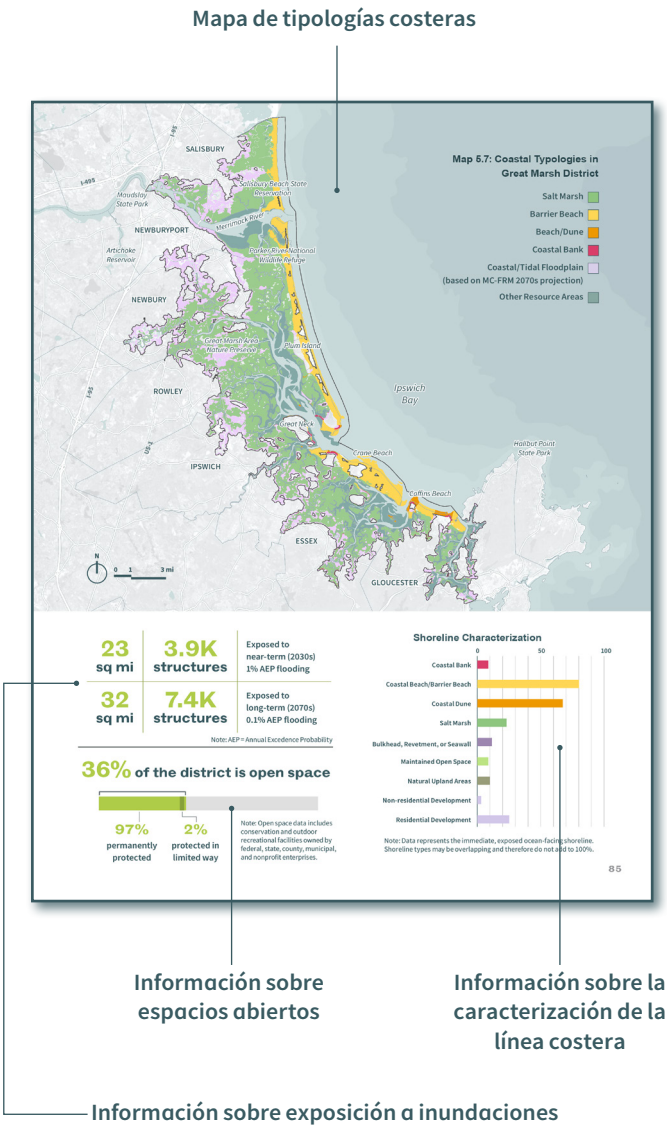 Mapa de tipologías costeras
Map 5.7: Coastal Typologies in
Great Marsh District
Salt Marsh
Barrier Beach
Beach/Dune
Coastal Bank
Coastal/Tidal Floodplain
(based on MC-FRM 2070s projection)
Other Resource Areas
I-95
SALISBURY
I-495
Maudslay
State Park
Salisbury Beach State
Reservation
Merrimack River
NEWBURYPORT
Artichoke
Reservoir
Parker River National
Wildlife Refuge
NEWBURY
Great Marsh Area
Nature Preserve
Plum Island
I-95
ROWLEY
Ipswich
Bay
US-1
Great Neck
IPSWICH
Crane Beach
Halibut Point
State Park
Coffins Beach
ESSEX
GLOUCESTER
N
0 1 3 mi
23
sq mi
3.9K
structures
Exposed to
near-term (2030s)
1% AEP flooding
32
sq mi
7.4K
structures
Exposed to
long-term (2070s)
0.1% AEP flooding
Note: AEP = Annual Excedence Probability
36% of the district is open space
97%
permanently
protected
2%
protected in
limited way
Note: Open space data includes
conservation and outdoor
recreational facilities owned by
federal, state, county, municipal,
and nonprofit enterprises.
Shoreline Characterization
0 50 100
Coastal Bank
Coastal Beach/Barrier Beach
Coastal Dune
Salt Marsh
Bulkhead, Revetment, or Seawall
Maintained Open Space
Natural Upland Areas
Non-residential Development
Residential Development
Note: Data represents the immediate, exposed ocean-facing shoreline.
Shoreline types may be overlapping and therefore do not add to 100%.
85
Información sobre
espacios abiertos
Información sobre la
caracterización de la
línea costera
Información sobre exposición a inundaciones